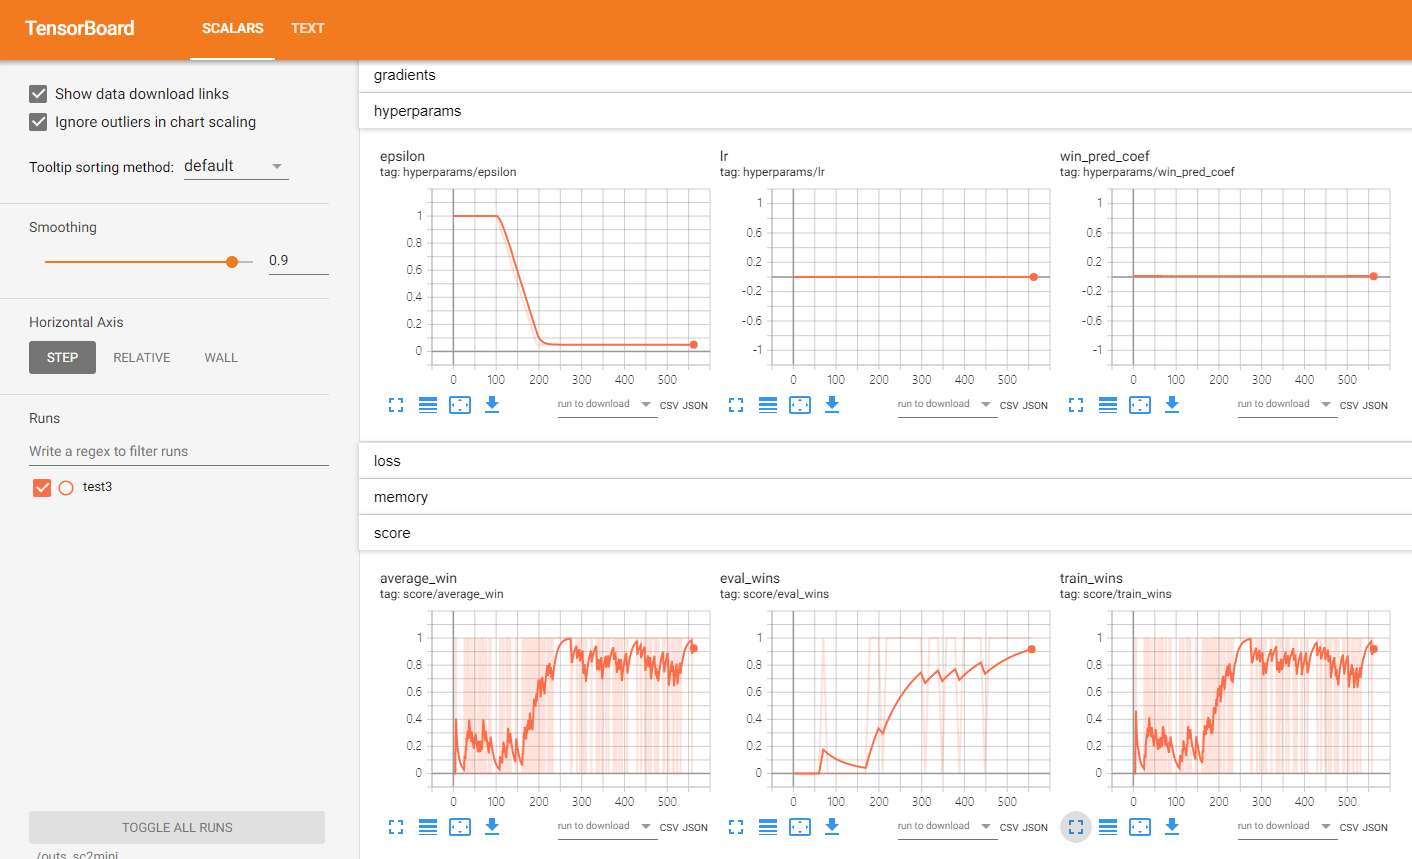 TensorBoard SCALARS TEXT
Show data download links
Ignore outliers in chart scaling
Tooltip sorting method: default
Smoothing
0.9
Horizontal Axis
STEP RELATIVE WALL
Runs
Write a regex to filter runs
test3
TOGGLE ALL RUNS
/outs_sc2mini
gradients
hyperparams
epsilon
tag: hyperparams/epsilon
1
0.8
0.6
0.4
0.2
0
0 100 200 300 400 500
run to download CSV JSON
lr
tag: hyperparams/lr
1
0.6
0.2
-0.2
-0.6
-1
0 100 200 300 400 500
run to download CSV JSON
win_pred_coef
tag: hyperparams/win_pred_coef
1
0.6
0.2
-0.2
-0.6
-1
0 100 200 300 400 500
run to download CSV JSON
loss
memory
score
average_win
tag: score/average_win
1
0.8
0.6
0.4
0.2
0
0 100 200 300 400 500
run to download CSV JSON
eval_wins
tag: score/eval_wins
1
0.8
0.6
0.4
0.2
0
0 100 200 300 400 500
run to download CSV JSON
train_wins
tag: score/train_wins
1
0.8
0.6
0.4
0.2
0
0 100 200 300 400 500
run to download CSV JSON